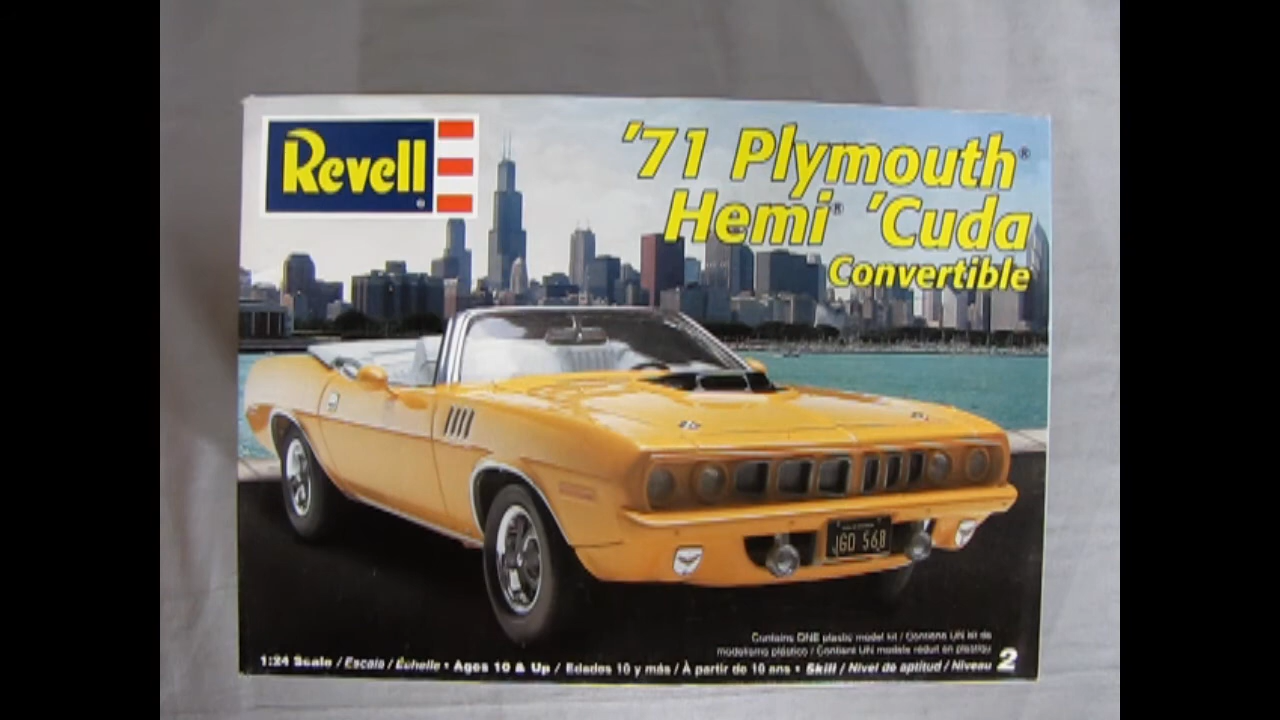 Revell®
'71 Plymouth®
Hemi® 'Cuda
Convertible
JGD 56B
Contains ONE plastic model kit / Contiene UN kit de
modelismo plástico / Contient UN modèle réduit en plastique
1:24 Scale / Escala / Échelle • Ages 10 & Up / Edades 10 y más / À partir de 10 ans • Skill / Nivel de aptitud / Niveau 2